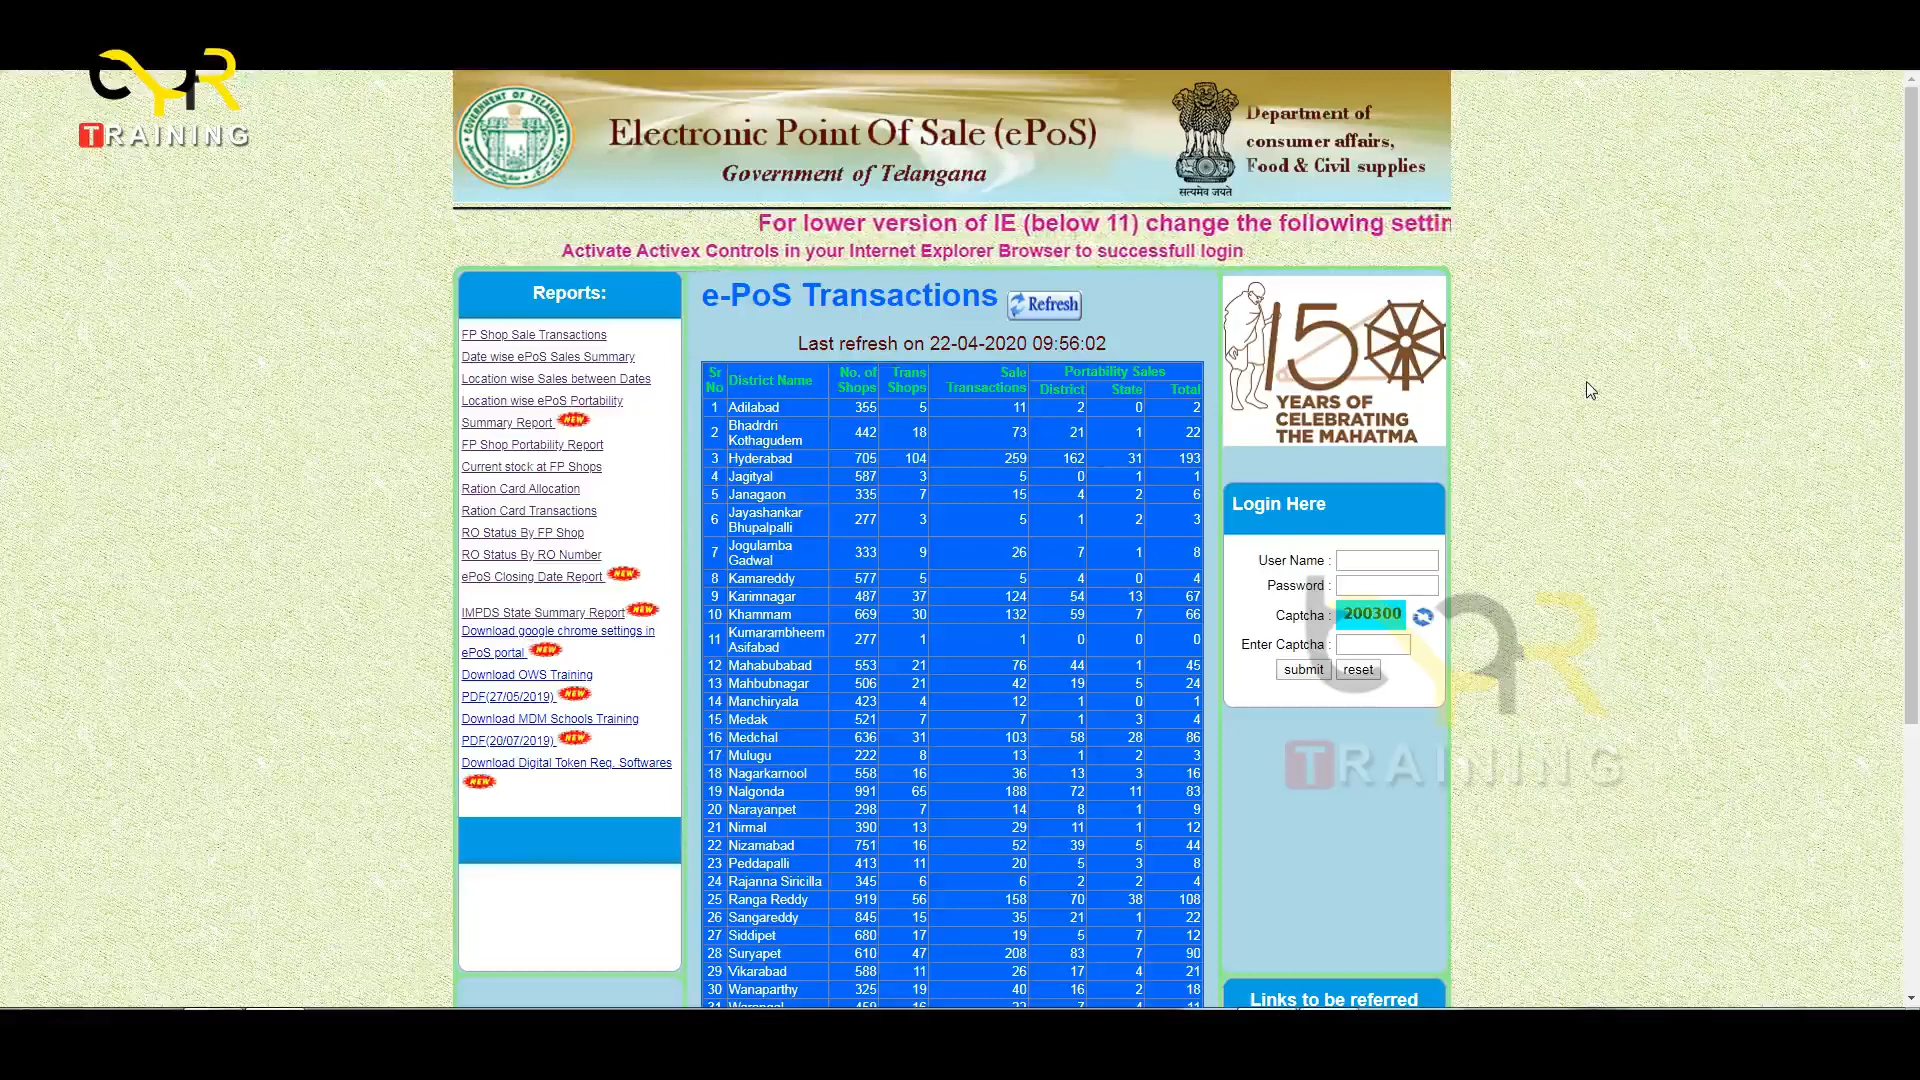 CYR
TRAINING
GOVERNMENT OF TELANGANA
Electronic Point Of Sale (ePoS)
Government of Telangana
Department of
consumer affairs,
Food & Civil supplies
सत्यमेव जयते
For lower version of IE (below 11) change the following settin
Activate Activex Controls in your Internet Explorer Browser to successfull login
Reports:
FP Shop Sale Transactions
Date wise ePoS Sales Summary
Location wise Sales between Dates
Location wise ePoS Portability
Summary Report NEW
FP Shop Portability Report
Current stock at FP Shops
Ration Card Allocation
Ration Card Transactions
RO Status By FP Shop
RO Status By RO Number
ePoS Closing Date Report NEW
IMPDS State Summary Report NEW
Download google chrome settings in
ePoS portal NEW
Download OWS Training
PDF(27/05/2019) NEW
Download MDM Schools Training
PDF(20/07/2019) NEW
Download Digital Token Reg. Softwares
NEW
e-PoS Transactions Refresh
Last refresh on 22-04-2020 09:56:02
Sr No District Name No. of Shops Trans Shops Sale Transactions Portability Sales
District State Total
1 Adilabad 355 5 11 2 0 2
2 Bhadrdri Kothagudem 442 18 73 21 1 22
3 Hyderabad 705 104 259 162 31 193
4 Jagityal 587 3 5 0 1 1
5 Janagaon 335 7 15 4 2 6
6 Jayashankar Bhupalpalli 277 3 5 1 2 3
7 Jogulamba Gadwal 333 9 26 7 1 8
8 Kamareddy 577 5 5 4 0 4
9 Karimnagar 487 37 124 54 13 67
10 Khammam 669 30 132 59 7 66
11 Kumarambheem Asifabad 277 1 1 0 0 0
12 Mahabubabad 553 21 76 44 1 45
13 Mahbubnagar 506 21 42 19 5 24
14 Manchiryala 423 4 12 1 0 1
15 Medak 521 7 7 1 3 4
16 Medchal 636 31 103 58 28 86
17 Mulugu 222 8 13 1 2 3
18 Nagarkarnool 558 16 36 13 3 16
19 Nalgonda 991 65 188 72 11 83
20 Narayanpet 298 7 14 8 1 9
21 Nirmal 390 13 29 11 1 12
22 Nizamabad 751 16 52 39 5 44
23 Peddapalli 413 11 20 5 3 8
24 Rajanna Siricilla 345 6 6 2 2 4
25 Ranga Reddy 919 56 158 70 38 108
26 Sangareddy 845 15 35 21 1 22
27 Siddipet 680 17 19 5 7 12
28 Suryapet 610 47 208 83 7 90
29 Vikarabad 588 11 26 17 4 21
30 Wanaparthy 325 19 40 16 2 18
150
YEARS OF
CELEBRATING
THE MAHATMA
Login Here
User Name :
Password :
Captcha : 200300
Enter Captcha :
submit reset
TRAINING
Links to be referred